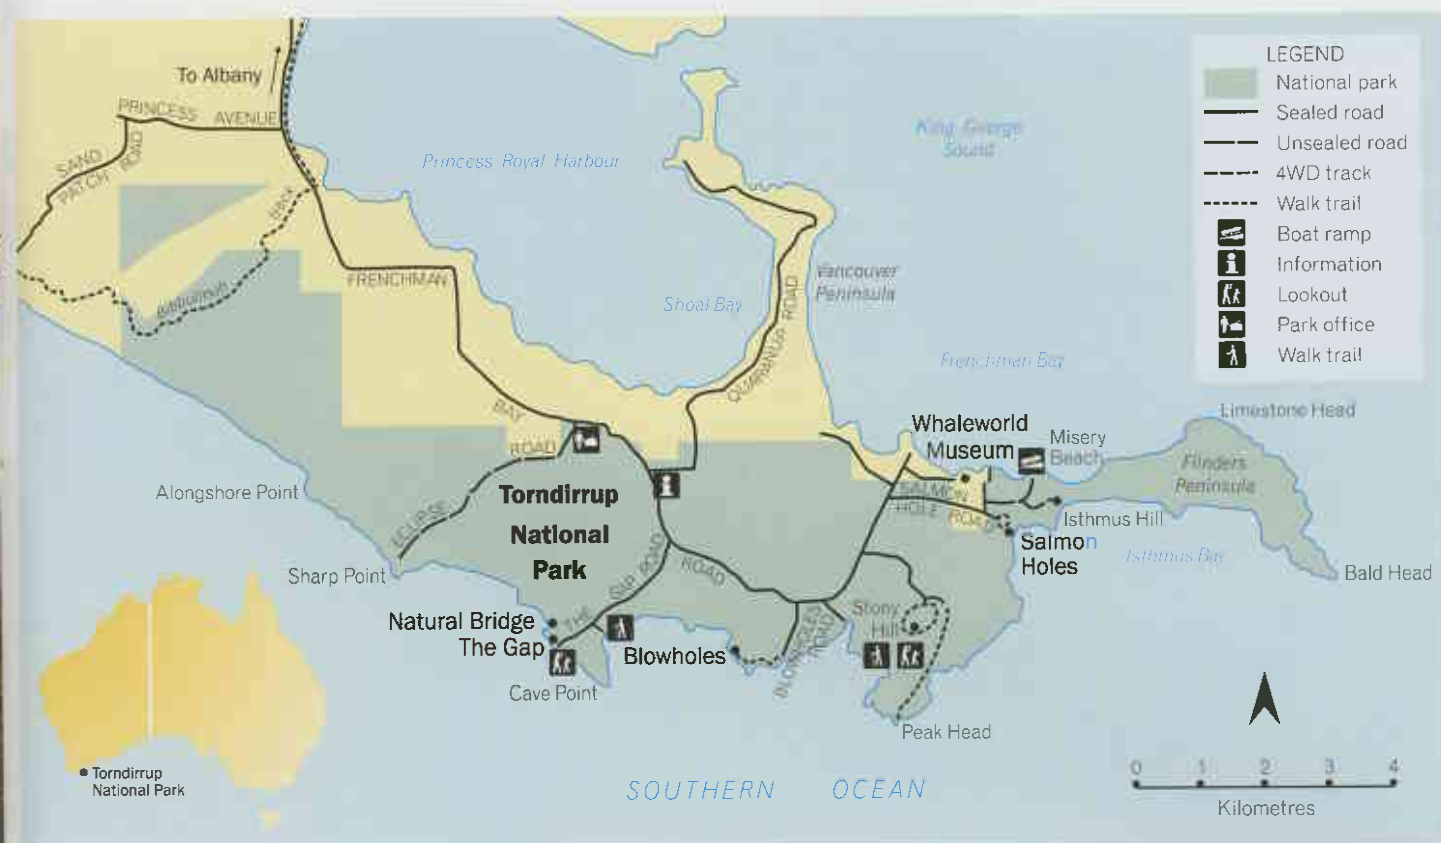 To Albany
PRINCESS AVENUE
SAND
PATCH ROAD
Princess Royal Harbour
King George
Sound
Bibbulmun
track
FRENCHMAN
BAY
ROAD
Shoal Bay
Vancouver
Peninsula
QUARANUP ROAD
Frenchman Bay
Whaleworld
Museum
Misery
Beach
Limestone Head
Flinders
Peninsula
Alongshore Point
ECLIPSE
ROAD
Torndirrup
National
Park
SALMON
HOLE ROAD
Isthmus Hill
Salmon
Holes
Isthmus Bay
Bald Head
Sharp Point
THE GAP ROAD
Natural Bridge
The Gap
Cave Point
Blowholes
BLOWHOLES
ROAD
Stony
Hill
Peak Head
SOUTHERN OCEAN
Torndirrup
National Park
LEGEND
National park
Sealed road
Unsealed road
4WD track
Walk trail
Boat ramp
Information
Lookout
Park office
Walk trail
0 1 2 3 4
Kilometres